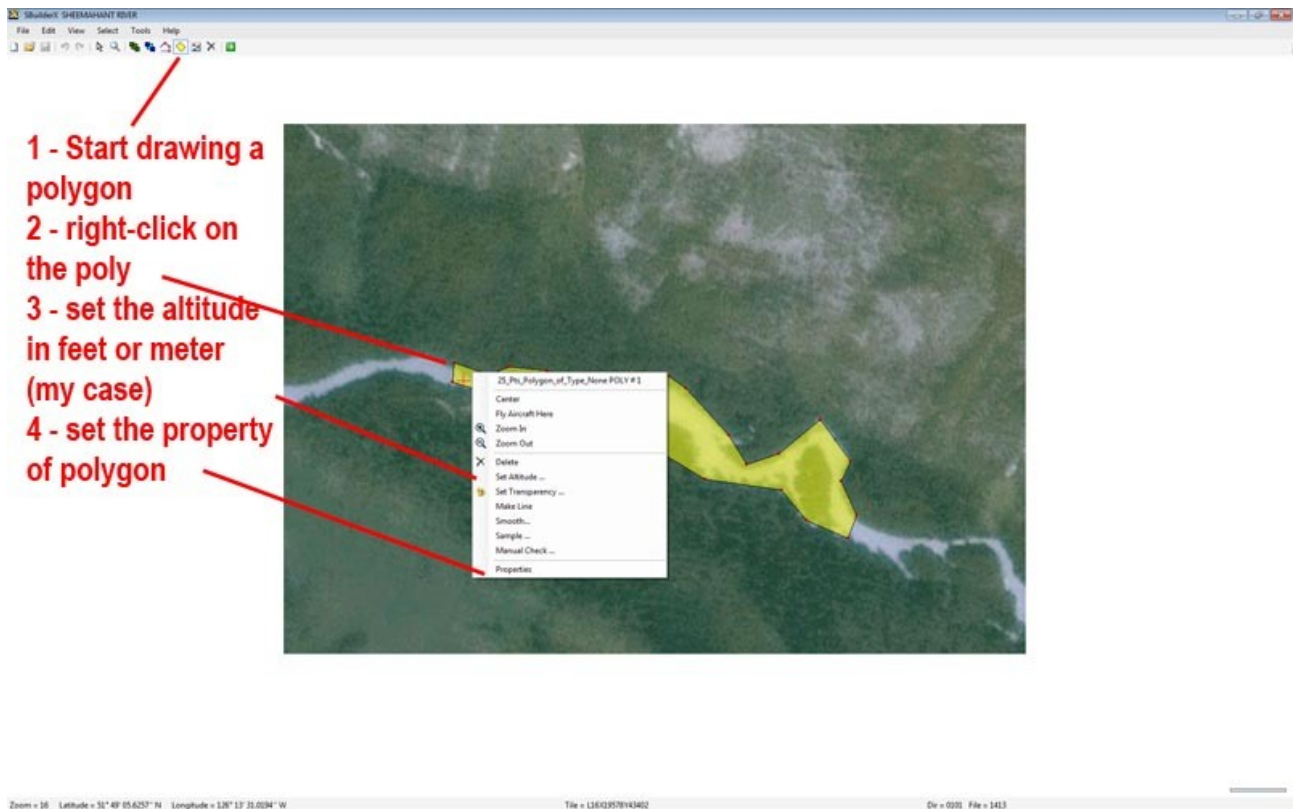 SBuilderX SHEEMAHANT RIVER
File Edit View Select Tools Help
1 - Start drawing a
polygon
2 - right-click on
the poly
3 - set the altitude
in feet or meter
(my case)
4 - set the property
of polygon
25_Pts_Polygon_of_Type_None POLY # 1
Center
Fly Aircraft Here
Zoom In
Zoom Out
Delete
Set Altitude ...
Set Transparency ...
Make Line
Smooth...
Sample ...
Manual Check ...
Properties
Zoom = 16 Latitude = 51° 49' 05.6257'' N Longitude = 126° 13' 31.0194'' W Tile = L16X19578Y43402 Dir = 0101 File = 1413